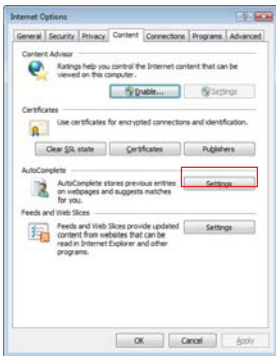 Internet Options
General Security Privacy Content Connections Programs Advanced
Content Advisor
Ratings help you control the Internet content that can be
viewed on this computer.
Enable... Settings
Certificates
Use certificates for encrypted connections and identification.
Clear SSL state Certificates Publishers
AutoComplete
AutoComplete stores previous entries
on webpages and suggests matches
for you.
Settings
Feeds and Web Slices
Feeds and Web Slices provide updated
content from websites that can be
read in Internet Explorer and other
programs.
Settings
OK Cancel Apply